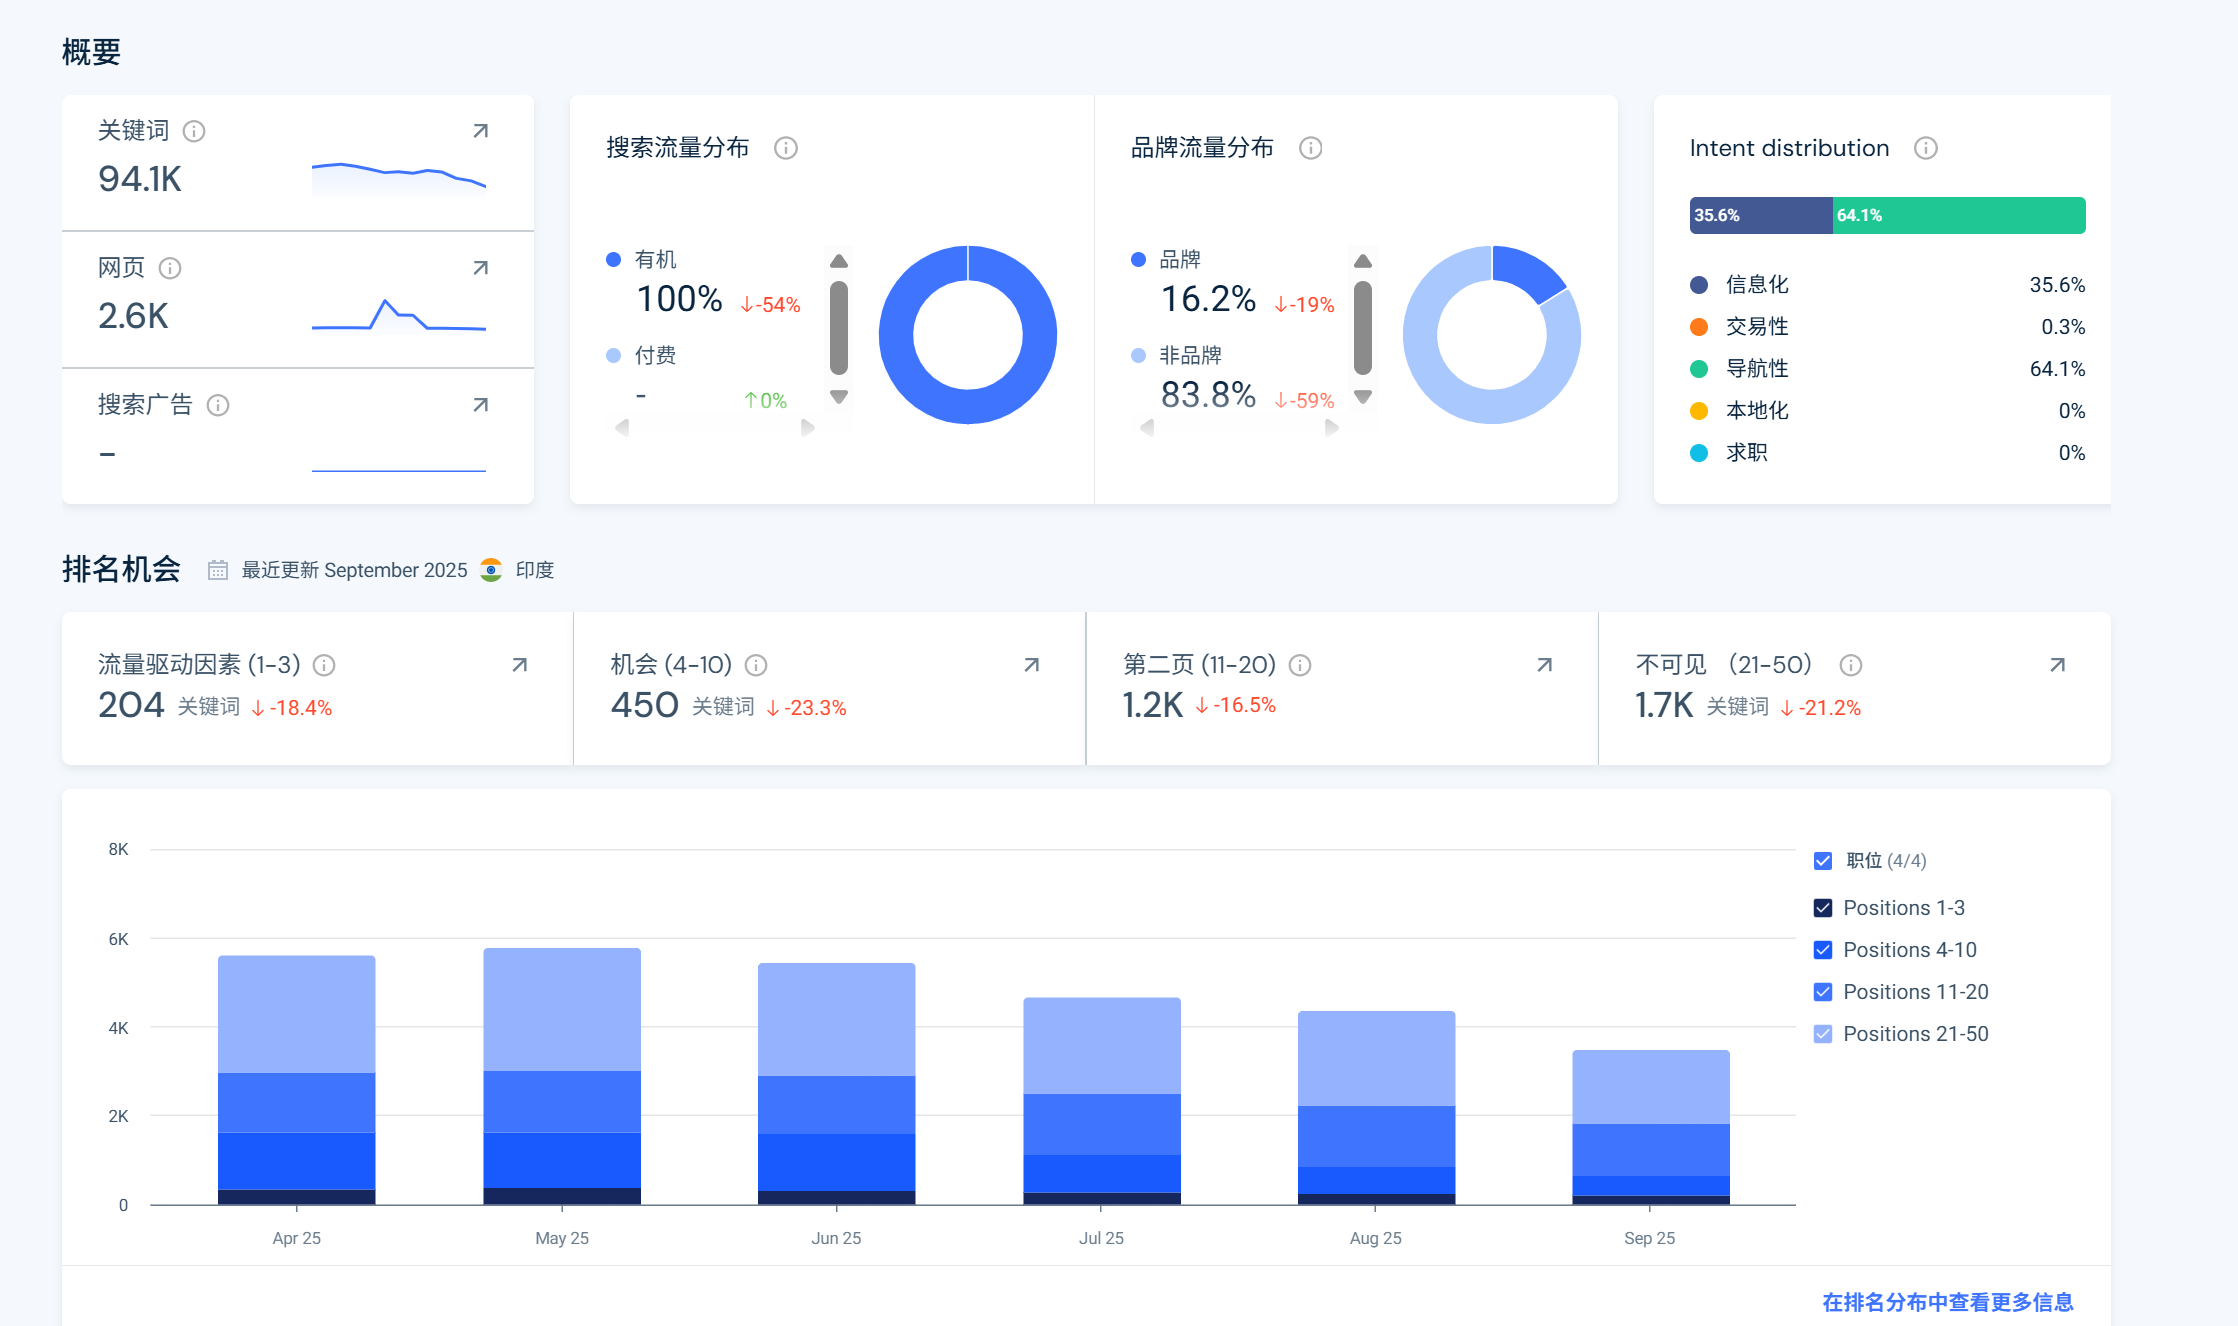 概要
关键词
94.1K
网页
2.6K
搜索广告
-
搜索流量分布
有机
100% ↓-54%
付费
- ↑0%
品牌流量分布
品牌
16.2% ↓-19%
非品牌
83.8% ↓-59%
Intent distribution
35.6% 64.1%
信息化 35.6%
交易性 0.3%
导航性 64.1%
本地化 0%
求职 0%
排名机会 最近更新 September 2025 印度
流量驱动因素 (1-3)
204 关键词 ↓-18.4%
机会 (4-10)
450 关键词 ↓-23.3%
第二页 (11-20)
1.2K ↓-16.5%
不可见 （21-50）
1.7K 关键词 ↓-21.2%
8K
6K
4K
2K
0
Apr 25 May 25 Jun 25 Jul 25 Aug 25 Sep 25
职位 (4/4)
Positions 1-3
Positions 4-10
Positions 11-20
Positions 21-50
在排名分布中查看更多信息